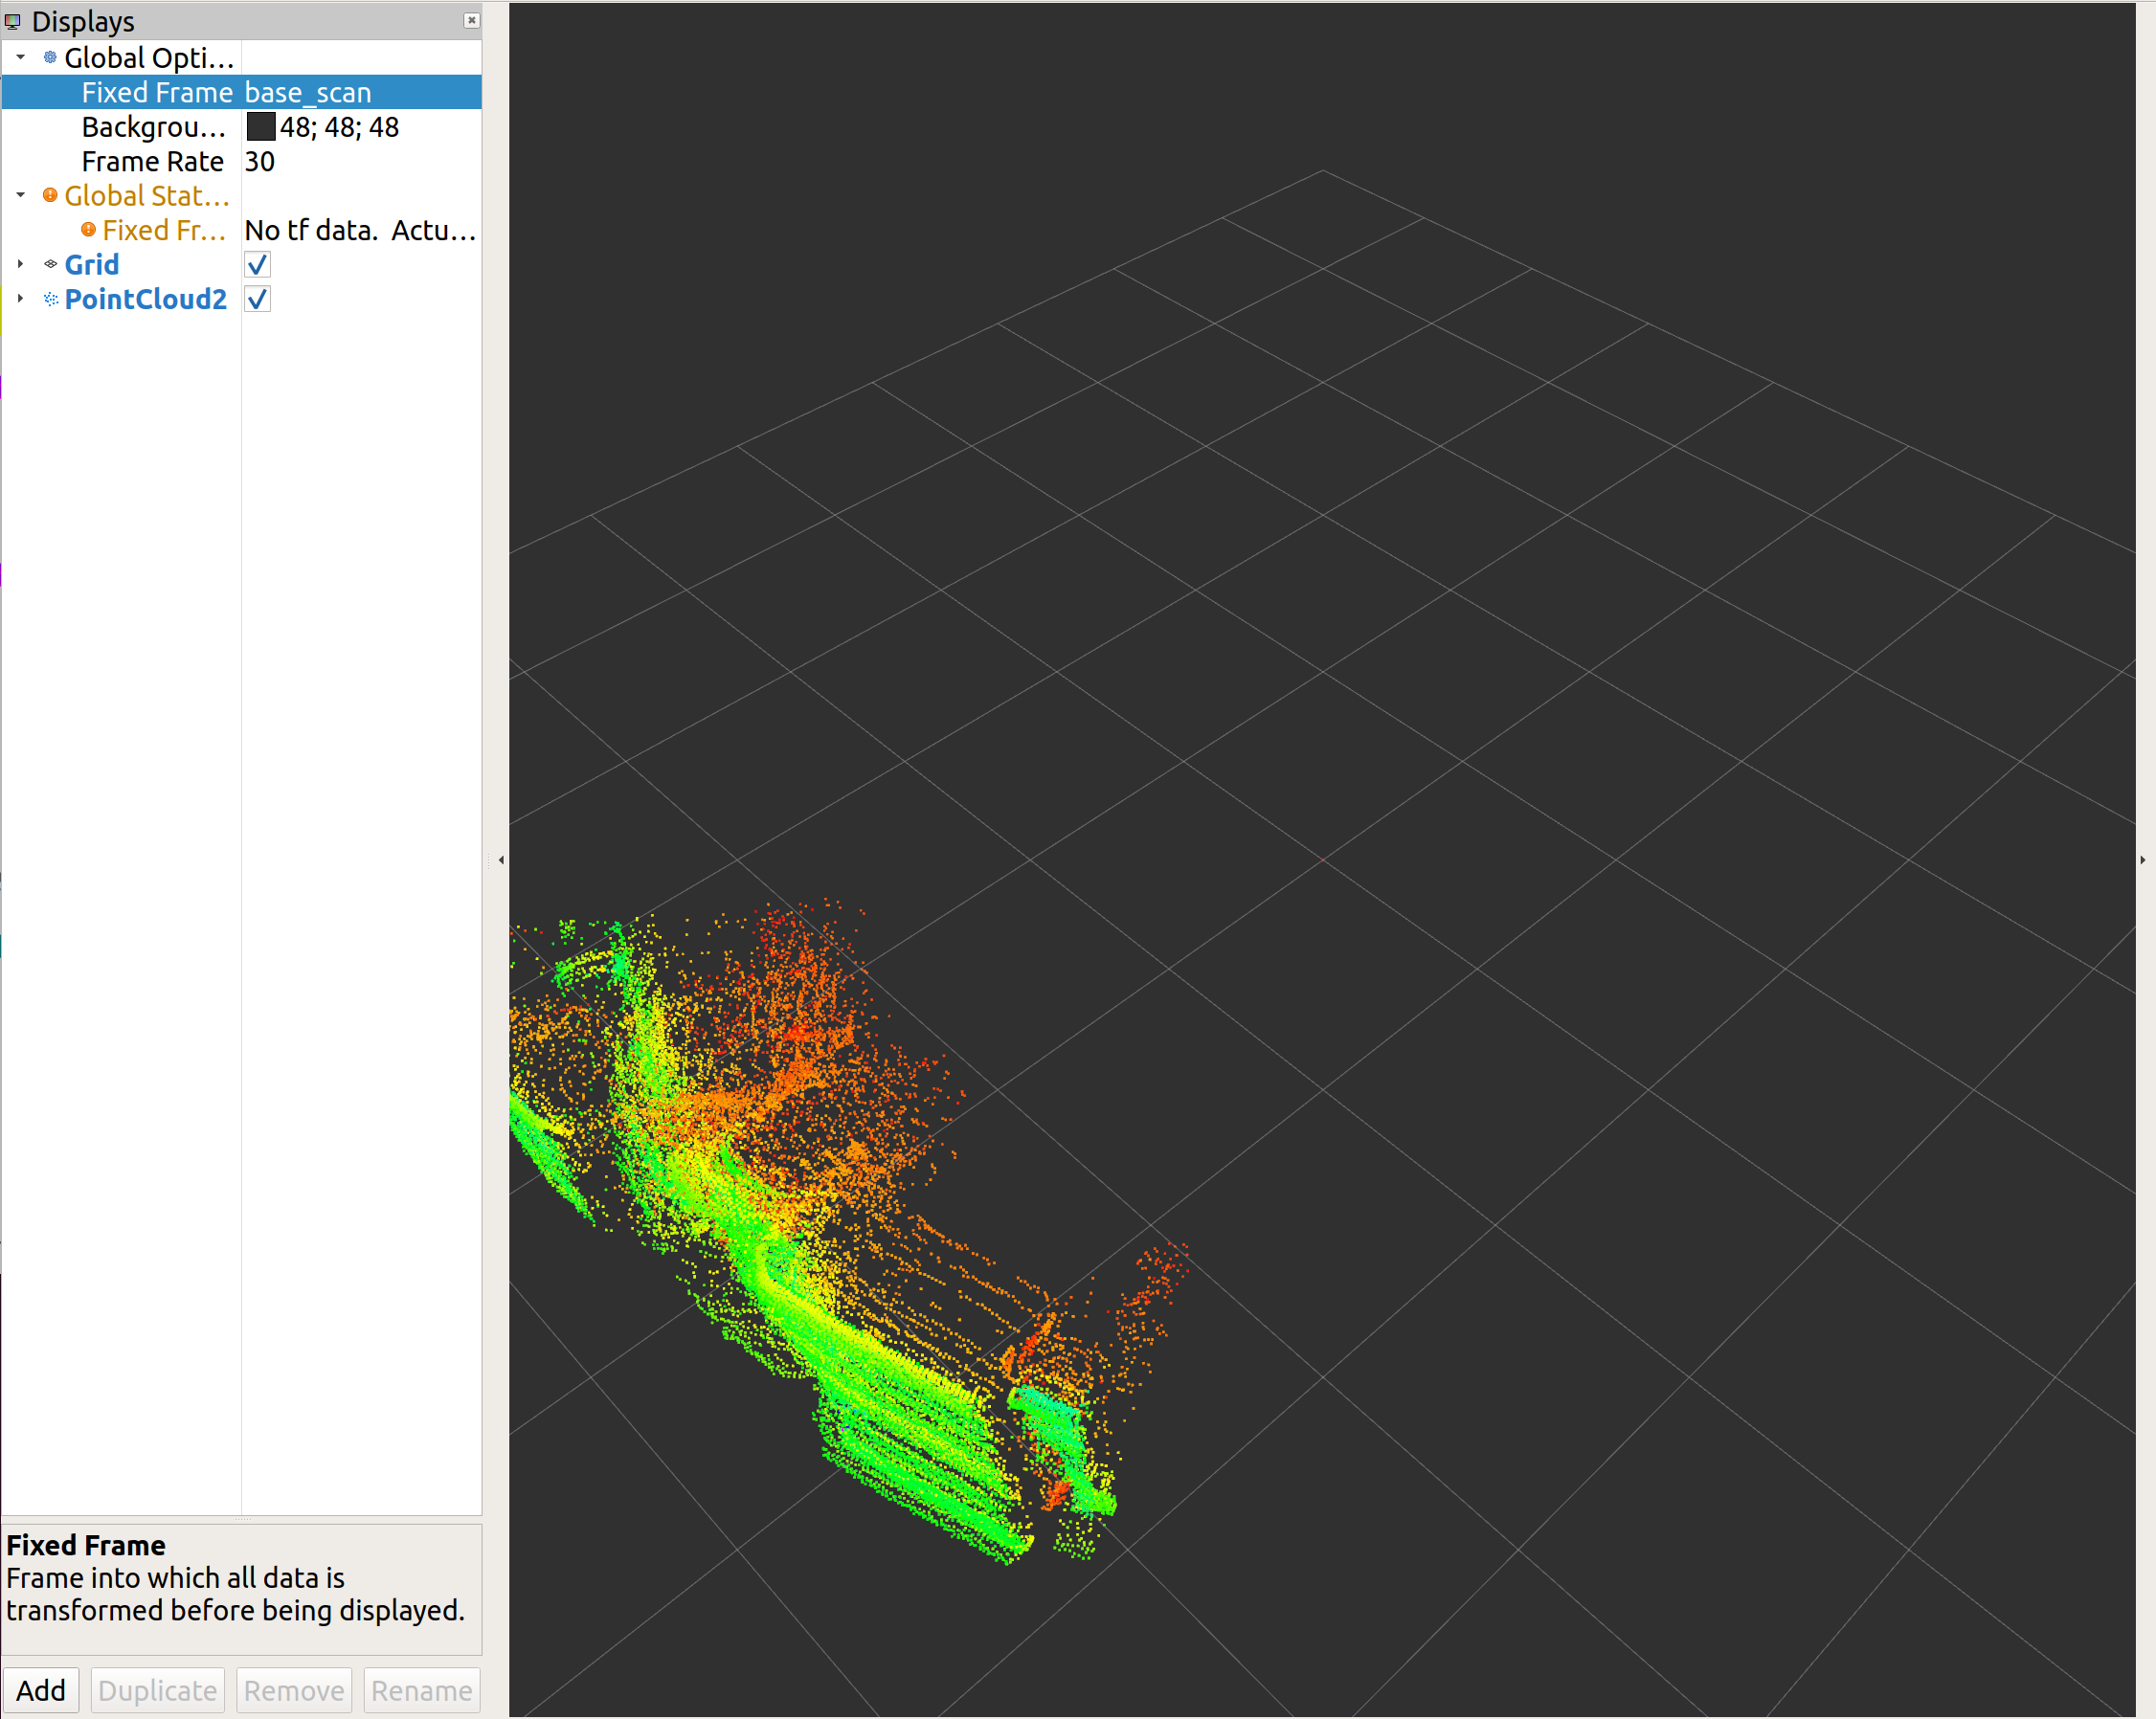 Displays
Global Opti...
Fixed Frame base_scan
Backgrou... 48; 48; 48
Frame Rate 30
Global Stat...
Fixed Fr... No tf data. Actu...
Grid
PointCloud2
Fixed Frame
Frame into which all data is
transformed before being displayed.
Add Duplicate Remove Rename